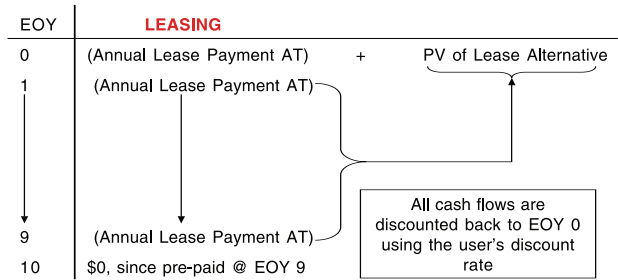 EOY LEASING
0 (Annual Lease Payment AT) + PV of Lease Alternative
1 (Annual Lease Payment AT)
9 (Annual Lease Payment AT)
10 $0, since pre-paid @ EOY 9
All cash flows are
discounted back to EOY 0
using the user's discount
rate